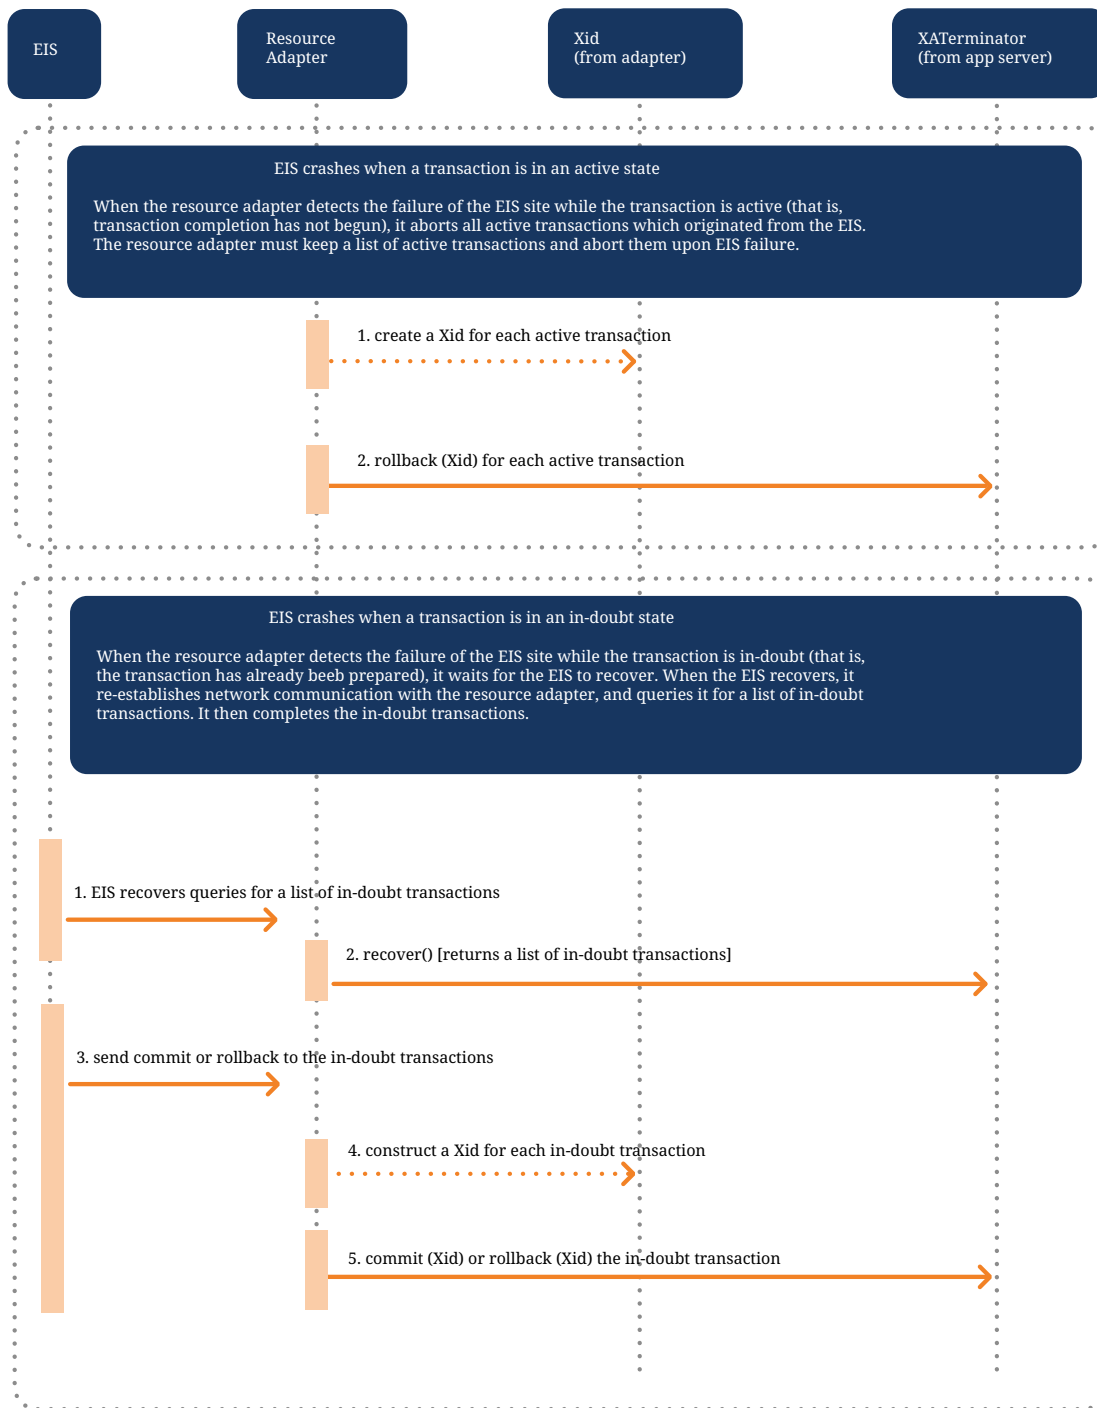 EIS
Resource
Adapter
Xid
(from adapter)
XATerminator
(from app server)
EIS crashes when a transaction is in an active state
When the resource adapter detects the failure of the EIS site while the transaction is active (that is,
transaction completion has not begun), it aborts all active transactions which originated from the EIS.
The resource adapter must keep a list of active transactions and abort them upon EIS failure.
1. create a Xid for each active transaction
2. rollback (Xid) for each active transaction
EIS crashes when a transaction is in an in-doubt state
When the resource adapter detects the failure of the EIS site while the transaction is in-doubt (that is,
the transaction has already beeb prepared), it waits for the EIS to recover. When the EIS recovers, it
re-establishes network communication with the resource adapter, and queries it for a list of in-doubt
transactions. It then completes the in-doubt transactions.
1. EIS recovers queries for a list of in-doubt transactions
2. recover() [returns a list of in-doubt transactions]
3. send commit or rollback to the in-doubt transactions
4. construct a Xid for each in-doubt transaction
5. commit (Xid) or rollback (Xid) the in-doubt transaction